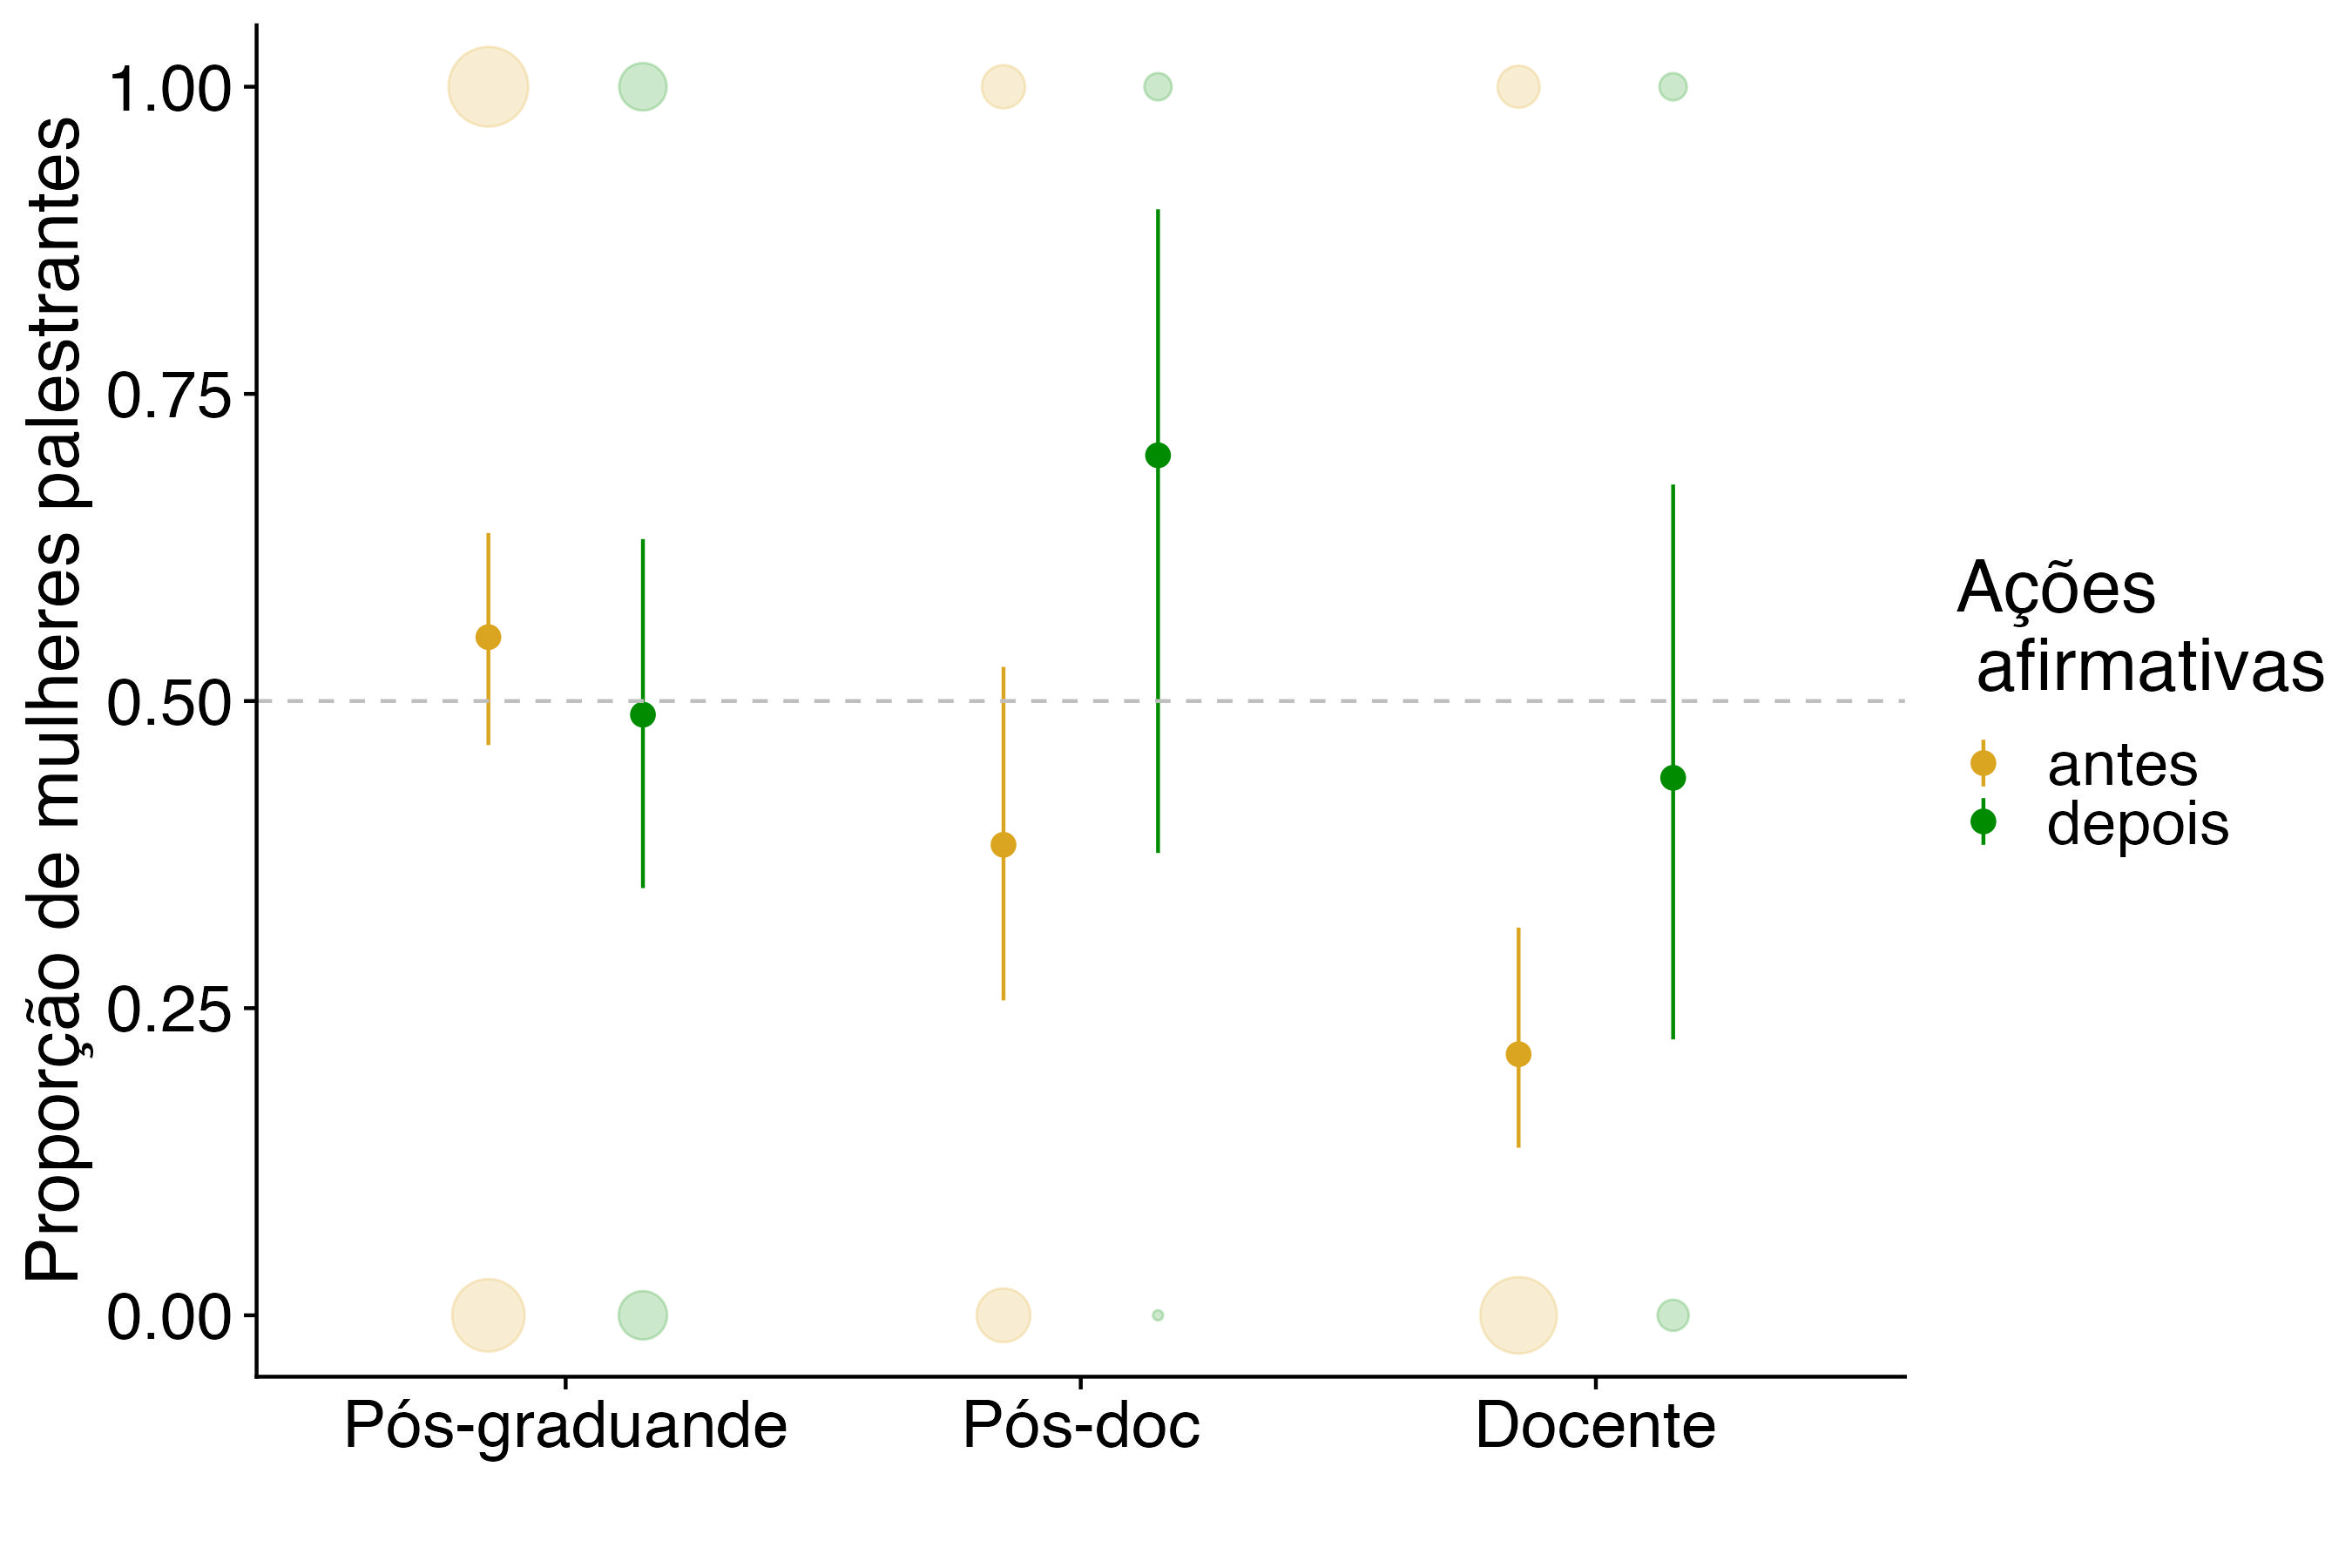 Proporção de mulheres palestrantes
1.00
0.75
0.50
0.25
0.00
Pós-graduande
Pós-doc
Docente
Ações
afirmativas
antes
depois